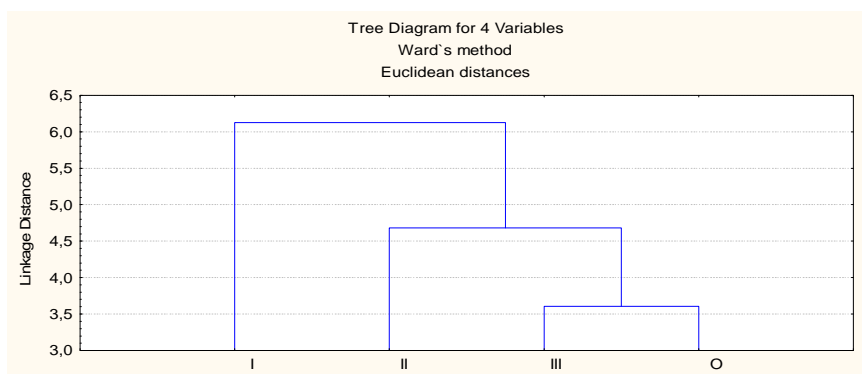 Tree Diagram for 4 Variables
Ward`s method
Euclidean distances
Linkage Distance
6,5
6,0
5,5
5,0
4,5
4,0
3,5
3,0
I II III O